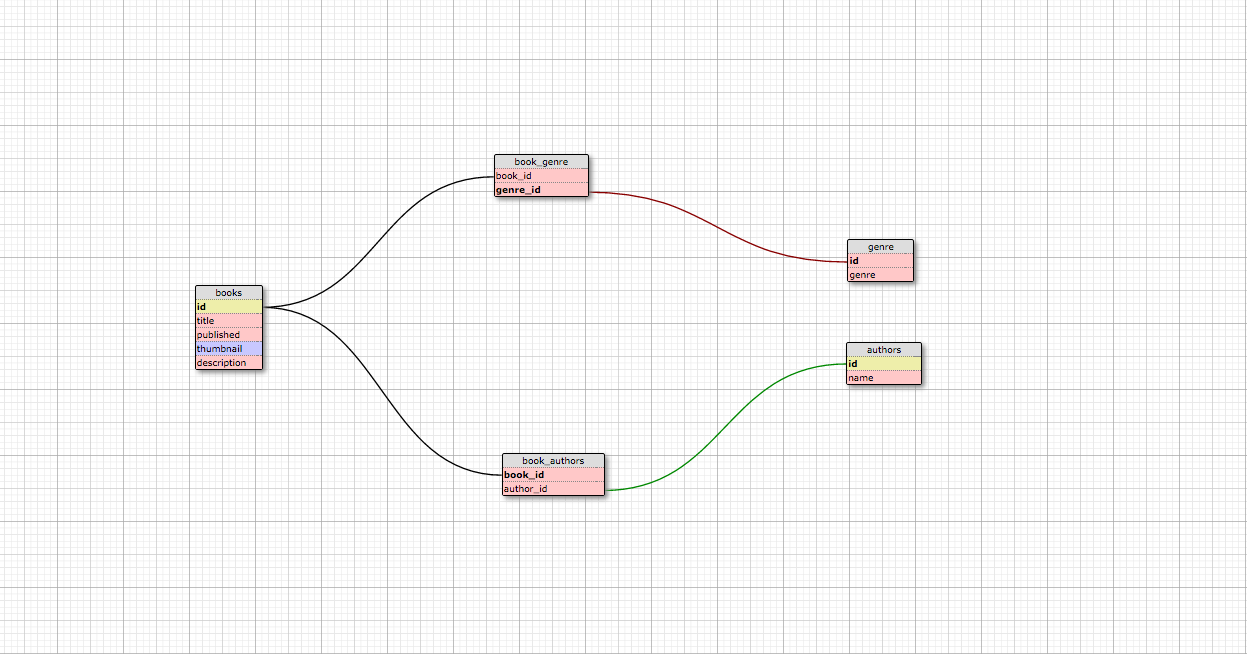 book_genre
book_id
genre_id
genre
id
genre
books
id
title
published
thumbnail
description
authors
id
name
book_authors
book_id
author_id